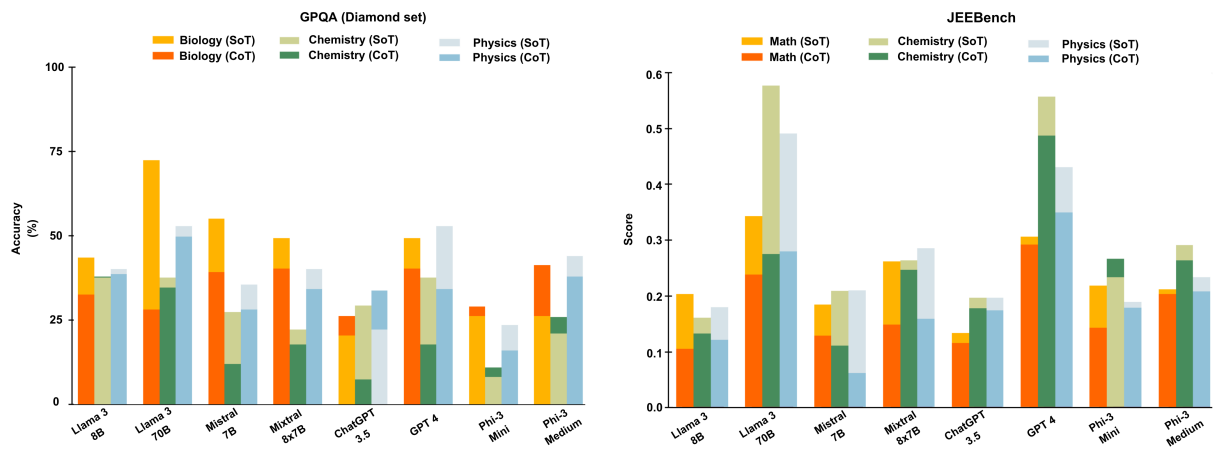 GPQA (Diamond set)
Biology (SoT) Chemistry (SoT) Physics (SoT)
Biology (CoT) Chemistry (CoT) Physics (CoT)
100
75
50
25
0
Accuracy
(%)
Llama 3
8B
Llama 3
70B
Mistral
7B
Mixtral
8x7B
ChatGPT
3.5
GPT 4
Phi-3
Mini
Phi-3
Medium
JEEBench
Math (SoT) Chemistry (SoT) Physics (SoT)
Math (CoT) Chemistry (CoT) Physics (CoT)
0.6
0.5
0.4
0.3
0.2
0.1
0.0
Score
Llama 3
8B
Llama 3
70B
Mistral
7B
Mixtral
8x7B
ChatGPT
3.5
GPT 4
Phi-3
Mini
Phi-3
Medium